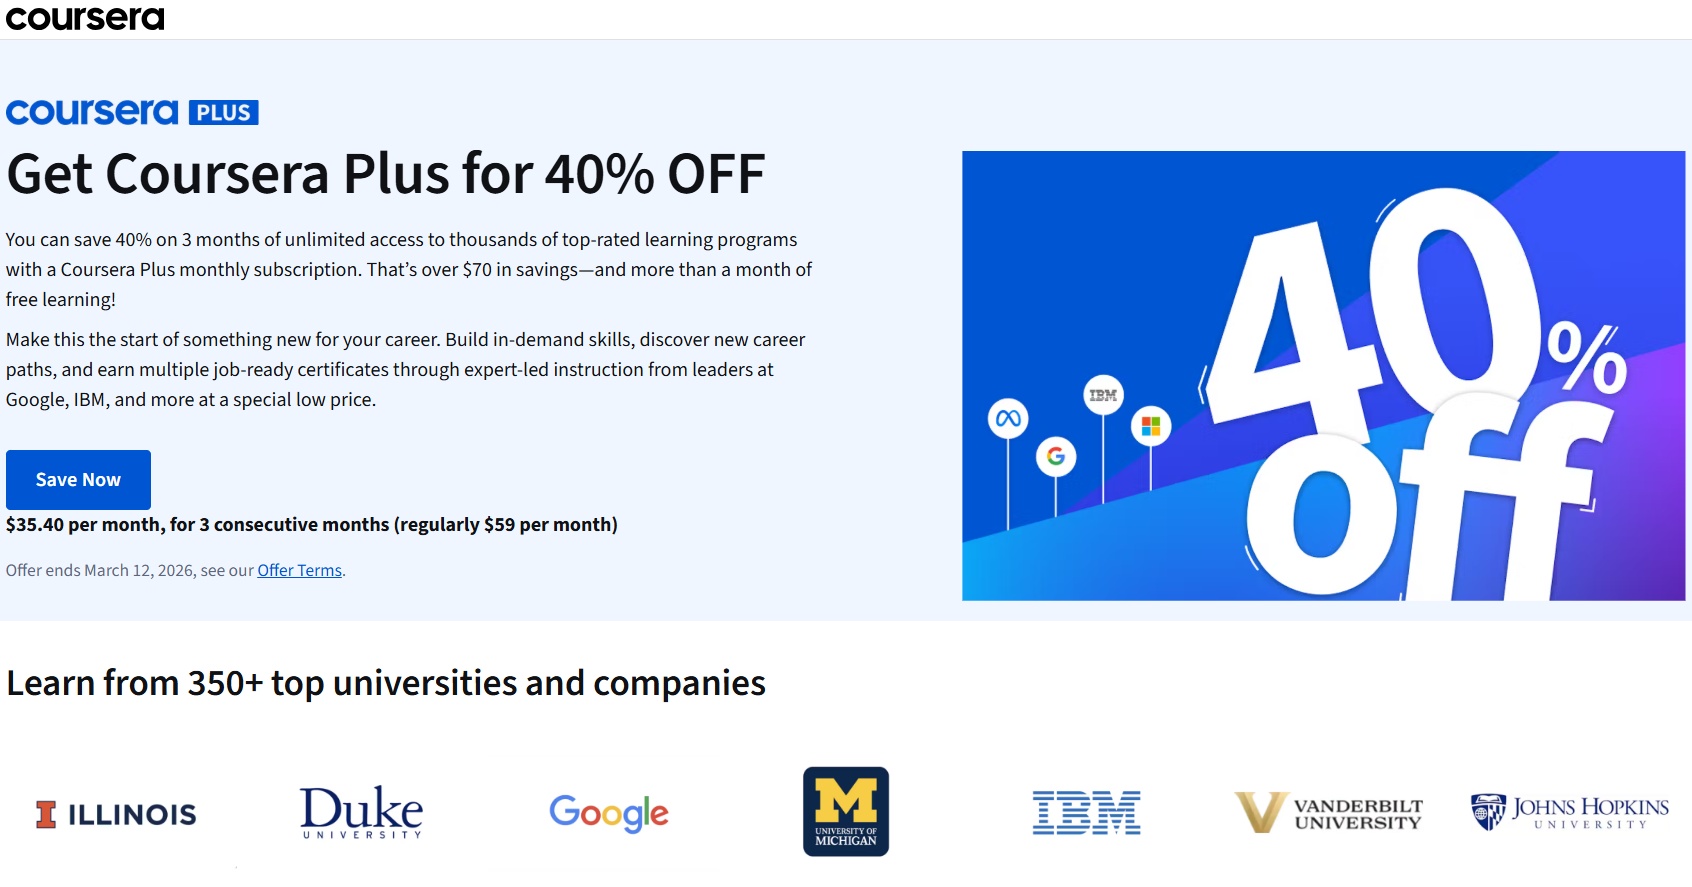 coursera
coursera PLUS
Get Coursera Plus for 40% OFF
You can save 40% on 3 months of unlimited access to thousands of top-rated learning programs
with a Coursera Plus monthly subscription. That’s over $70 in savings—and more than a month of
free learning!
Make this the start of something new for your career. Build in-demand skills, discover new career
paths, and earn multiple job-ready certificates through expert-led instruction from leaders at
Google, IBM, and more at a special low price.
Save Now
$35.40 per month, for 3 consecutive months (regularly $59 per month)
Offer ends March 12, 2026, see our Offer Terms.
IBM
G
40%
off
Learn from 350+ top universities and companies
I ILLINOIS
Duke
UNIVERSITY
Google
M
UNIVERSITY OF
MICHIGAN
IBM
V VANDERBILT
UNIVERSITY
JOHNS HOPKINS
UNIVERSITY